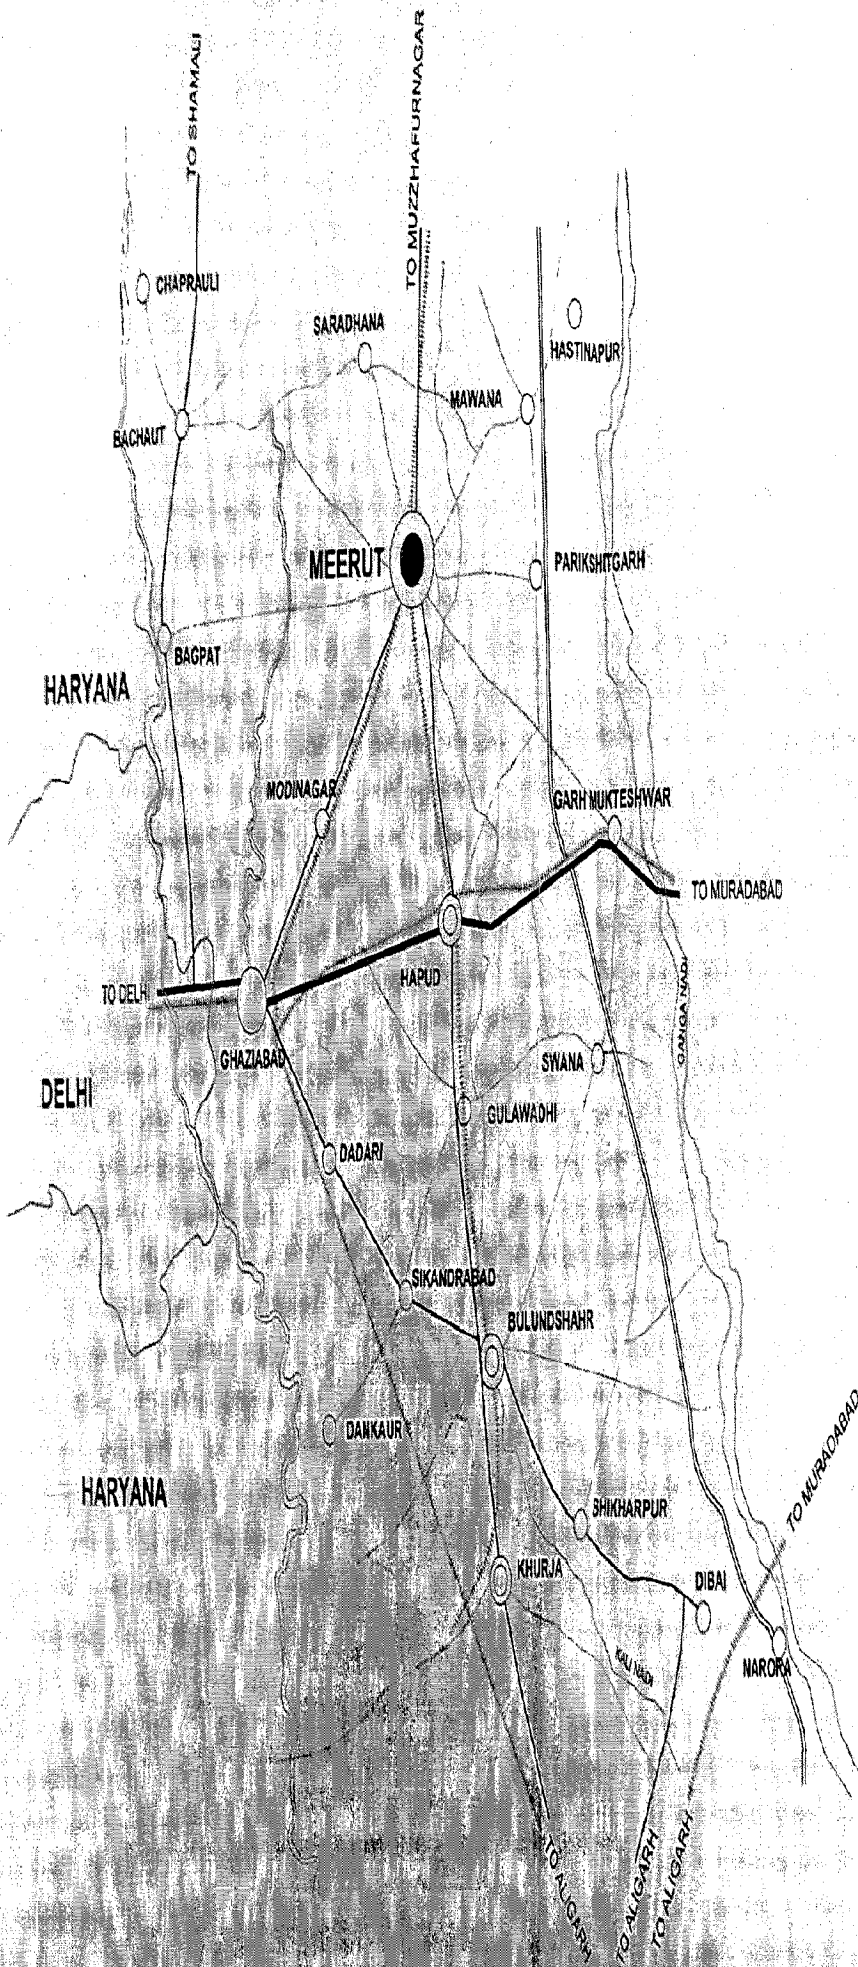 TO SHAMALI
TO MUZZHAFURNAGAR
CHAPRAULI
SARADHANA
HASTINAPUR
MAWANA
BACHAUT
MEERUT
PARIKSHITGARH
BAGPAT
HARYANA
MODINAGAR
GARH MUKTESHWAR
TO MURADABAD
HAPUD
TO DELHI
GANGA NADI
GHAZIABAD
SWANA
DELHI
GULAWADHI
DADARI
SIKANDRABAD
BULUNDSHAHR
DANKAUR
TO MURADABAD
HARYANA
SHIKHARPUR
KHURJA
DIBAI
KALI NADI
NARORA
TO ALIGARH
TO ALIGARH
TO ALIGARH